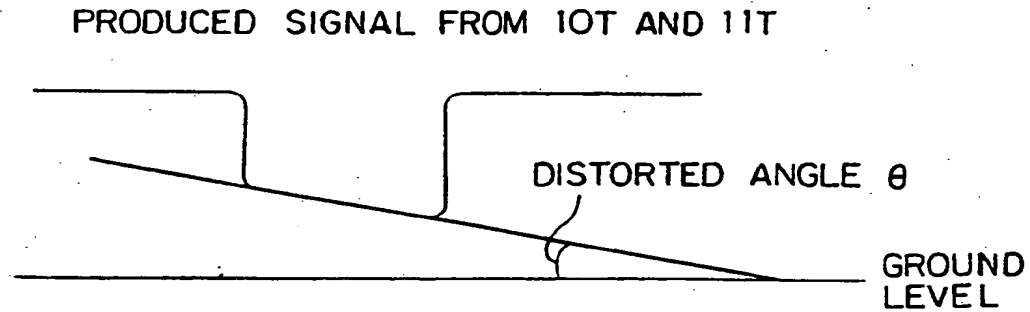 PRODUCED SIGNAL FROM 10T AND 11T
DISTORTED ANGLE θ
GROUND
LEVEL